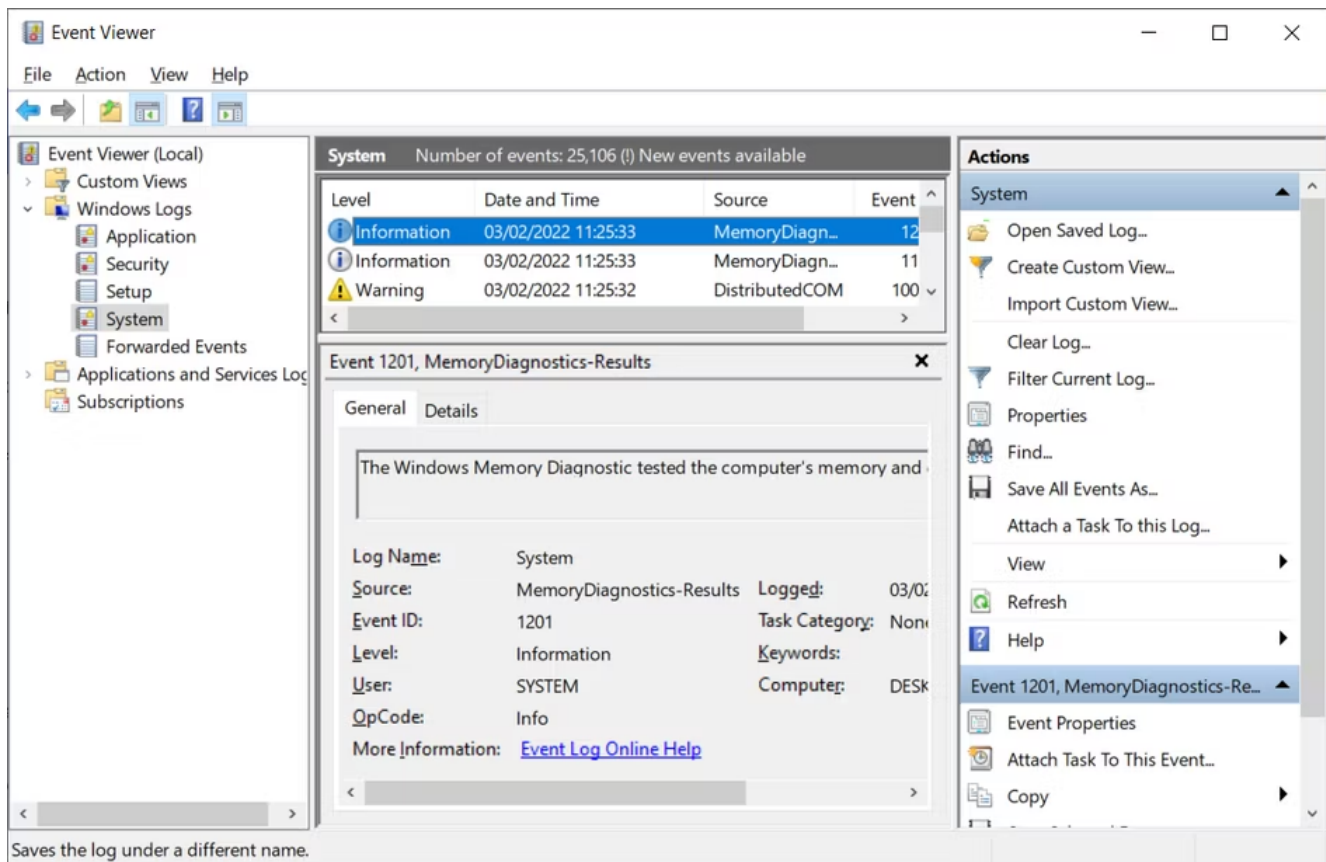 Event Viewer
File Action View Help
Event Viewer (Local)
Custom Views
Windows Logs
Application
Security
Setup
System
Forwarded Events
Applications and Services Log
Subscriptions
System Number of events: 25,106 (!) New events available
Level Date and Time Source Event
Information 03/02/2022 11:25:33 MemoryDiagn... 12
Information 03/02/2022 11:25:33 MemoryDiagn... 11
Warning 03/02/2022 11:25:32 DistributedCOM 100
Event 1201, MemoryDiagnostics-Results
General Details
The Windows Memory Diagnostic tested the computer's memory and
Log Name: System
Source: MemoryDiagnostics-Results Logged: 03/02
Event ID: 1201 Task Category: None
Level: Information Keywords:
User: SYSTEM Computer: DESK
OpCode: Info
More Information: Event Log Online Help
Actions
System
Open Saved Log...
Create Custom View...
Import Custom View...
Clear Log...
Filter Current Log...
Properties
Find...
Save All Events As...
Attach a Task To this Log...
View
Refresh
Help
Event 1201, MemoryDiagnostics-Re...
Event Properties
Attach Task To This Event...
Copy
Saves the log under a different name.